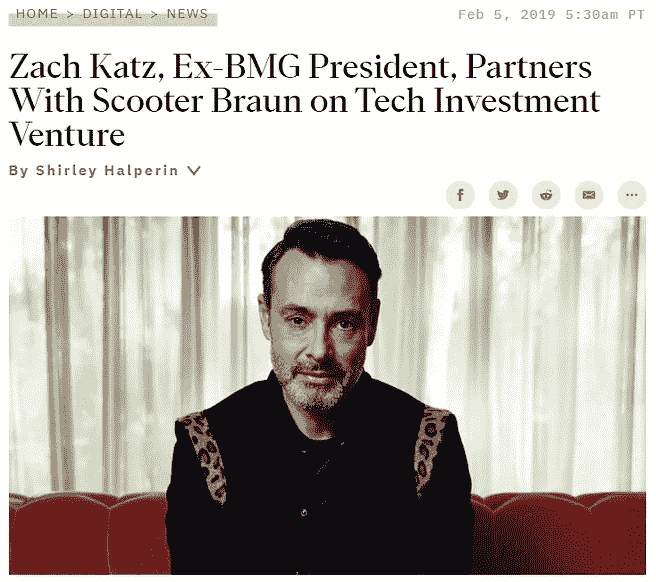 HOME > DIGITAL > NEWS
Feb 5, 2019 5:30am PT
Zach Katz, Ex-BMG President, Partners
With Scooter Braun on Tech Investment
Venture
By Shirley Halperin